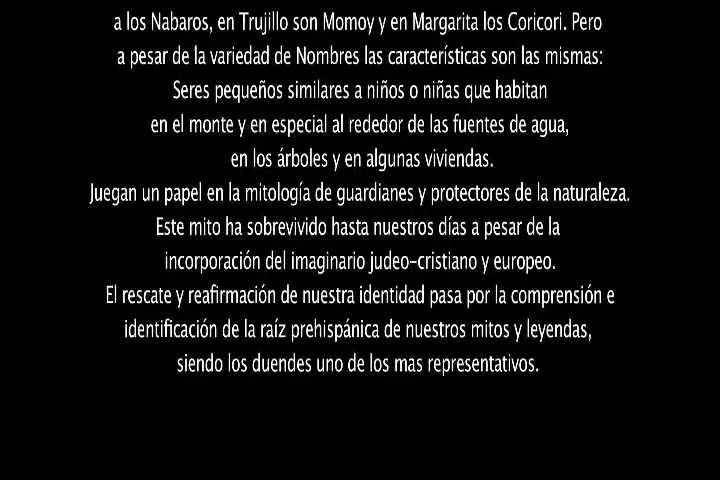 a los Nabaros, en Trujillo son Momoy y en Margarita los Coricori. Pero
a pesar de la variedad de Nombres las características son las mismas:
Seres pequeños similares a niños o niñas que habitan
en el monte y en especial al rededor de las fuentes de agua,
en los árboles y en algunas viviendas.
Juegan un papel en la mitología de guardianes y protectores de la naturaleza.
Este mito ha sobrevivido hasta nuestros días a pesar de la
incorporación del imaginario judeo-cristiano y europeo.
El rescate y reafirmación de nuestra identidad pasa por la comprensión e
identificación de la raíz prehispánica de nuestros mitos y leyendas,
siendo los duendes uno de los mas representativos.